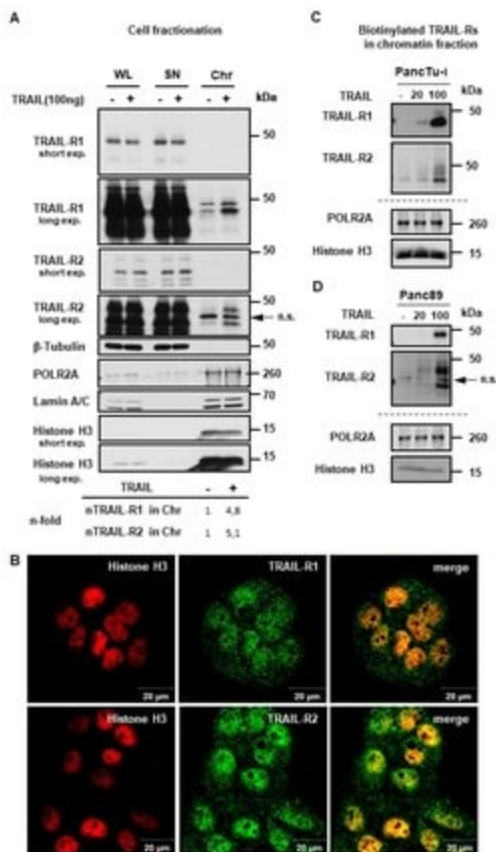 A
Cell fractionation
WL SN Chr
TRAIL(100ng) - + - + - + kDa
TRAIL-R1
short exp.
50
TRAIL-R1
long exp.
50
TRAIL-R2
short exp.
50
TRAIL-R2
long exp.
50
n.s.
β-Tubulin
50
POLR2A
260
Lamin A/C
70
Histone H3
short exp.
15
Histone H3
long exp.
15
TRAIL - +
n-fold
nTRAIL-R1 in Chr 1 4,8
nTRAIL-R2 in Chr 1 5,1
C
Biotinylated TRAIL-Rs
in chromatin fraction
PancTu-I
TRAIL - 20 100 kDa
TRAIL-R1
50
TRAIL-R2
50
POLR2A
260
Histone H3
15
D
Panc89
TRAIL - 20 100 kDa
TRAIL-R1
50
TRAIL-R2
50
n.s.
POLR2A
260
Histone H3
15
B
Histone H3
20 µm
TRAIL-R1
20 µm
merge
20 µm
Histone H3
20 µm
TRAIL-R2
20 µm
merge
20 µm